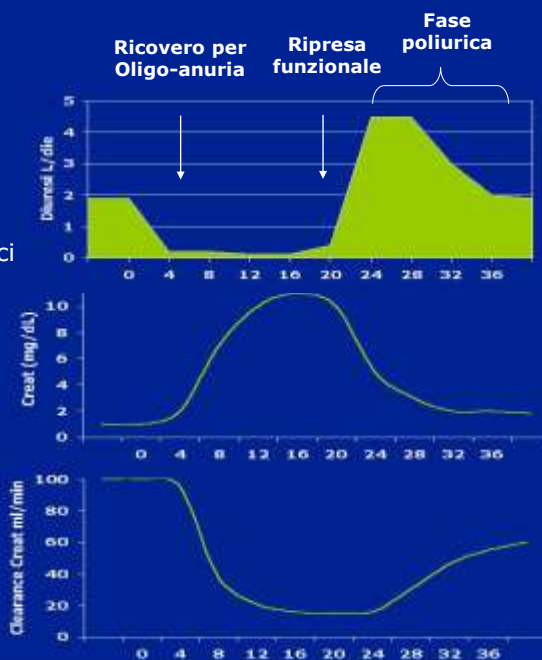 Ricovero per
Oligo-anuria
Ripresa
funzionale
Fase
poliurica
ci
Diuresi L/die
5
4
3
2
1
0
0 4 8 12 16 20 24 28 32 36
Creat (mg/dL)
10
8
6
4
2
0
0 4 8 12 16 20 24 28 32 36
Clearance Creat ml/min
100
80
60
40
20
0
0 4 8 12 16 20 24 28 32 36